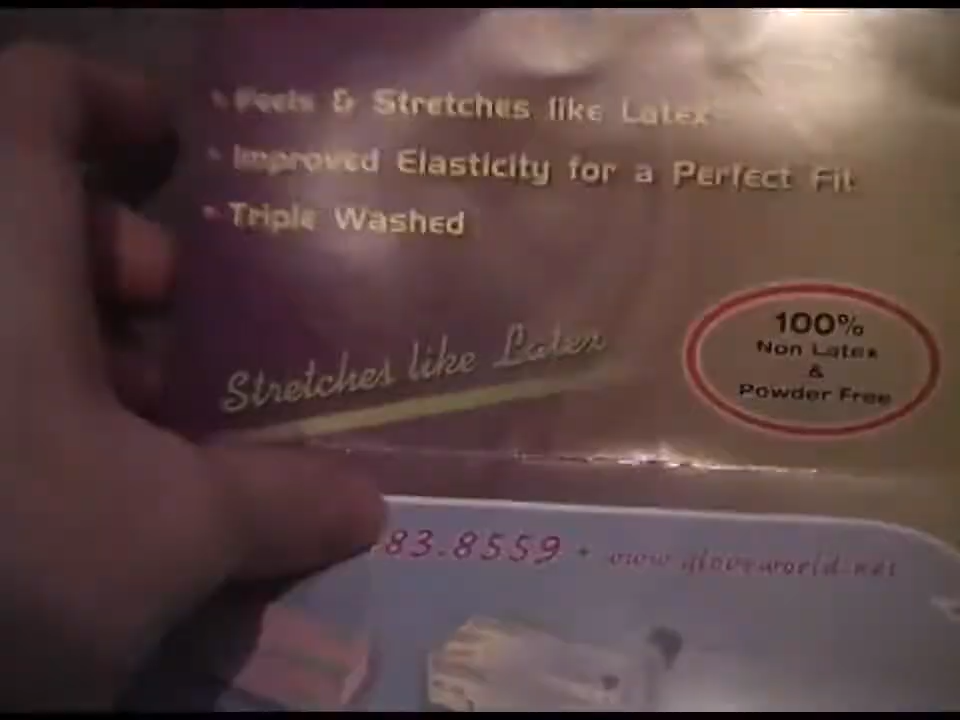 Feels & Stretches like Latex
Improved Elasticity for a Perfect Fit
Triple Washed
Stretches like Latex
100%
Non Latex
&
Powder Free
83.8559 • www.gloveworld.net